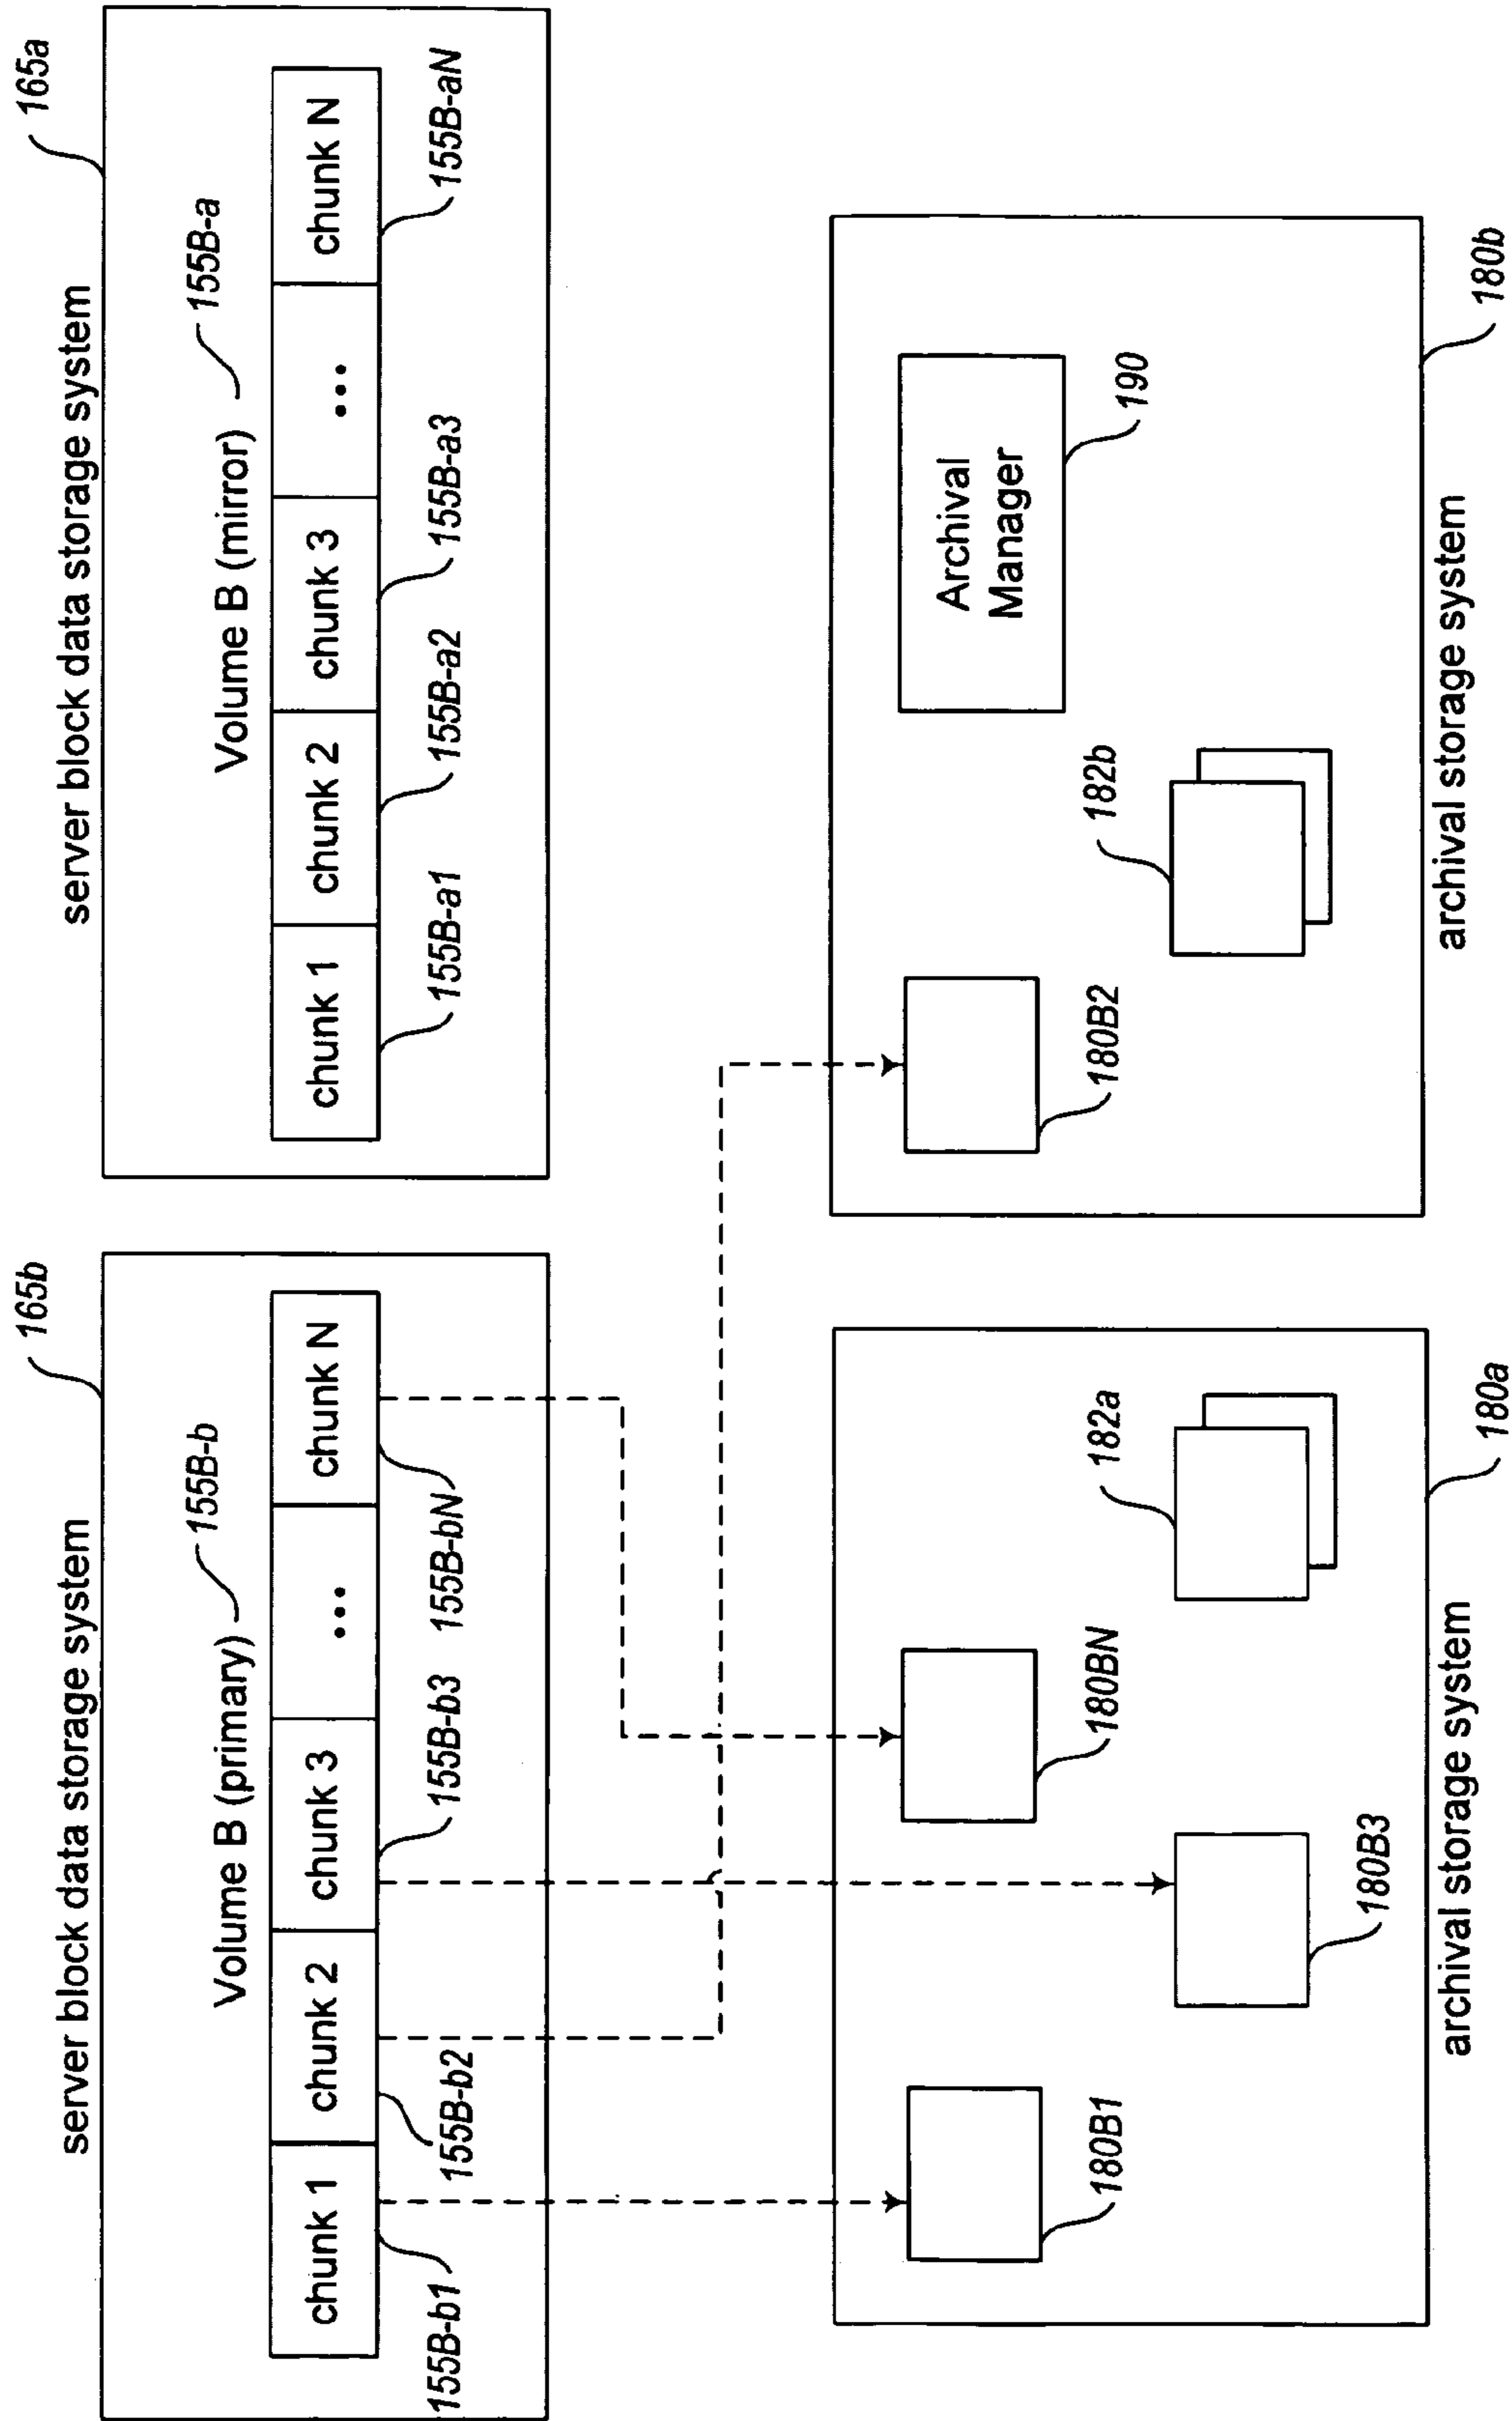 server block data storage system
165b
Volume B (primary)
155B-b
chunk 1
chunk 2
chunk 3
...
chunk N
155B-b1
155B-b2
155B-b3
155B-bN
server block data storage system
165a
Volume B (mirror)
155B-a
chunk 1
chunk 2
chunk 3
...
chunk N
155B-a1
155B-a2
155B-a3
155B-aN
180B1
180B3
180BN
182a
archival storage system
180a
180B2
182b
Archival
Manager
190
archival storage system
180b